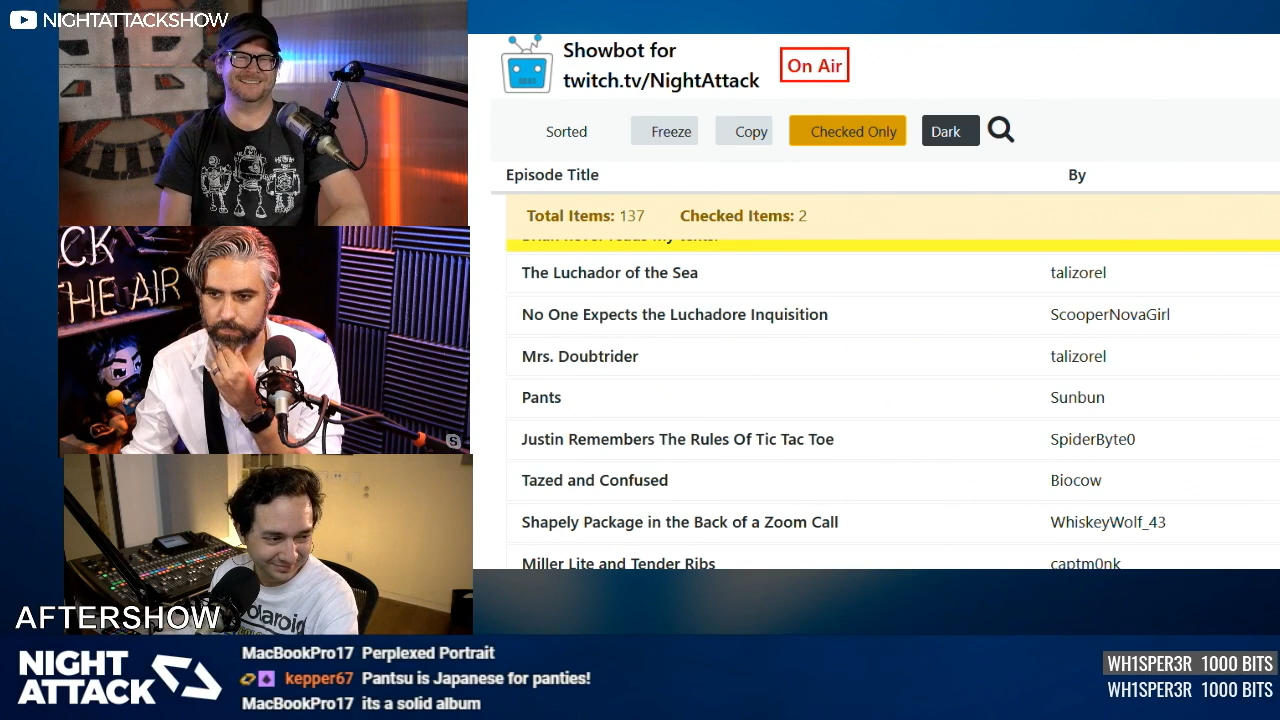 NIGHTATTACKSHOW
CK
THE AIR
Polaroid
AFTERSHOW
NIGHT
ATTACK
Showbot for
twitch.tv/NightAttack
On Air
Sorted
Freeze
Copy
Checked Only
Dark
Episode Title
By
Total Items: 137
Checked Items: 2
The Luchador of the Sea
talizorel
No One Expects the Luchadore Inquisition
ScooperNovaGirl
Mrs. Doubtrider
talizorel
Pants
Sunbun
Justin Remembers The Rules Of Tic Tac Toe
SpiderByte0
Tazed and Confused
Biocow
Shapely Package in the Back of a Zoom Call
WhiskeyWolf_43
Miller Lite and Tender Ribs
captm0nk
MacBookPro17 Perplexed Portrait
kepper67 Pantsu is Japanese for panties!
MacBookPro17 its a solid album
WH1SPER3R 1000 BITS
WH1SPER3R 1000 BITS